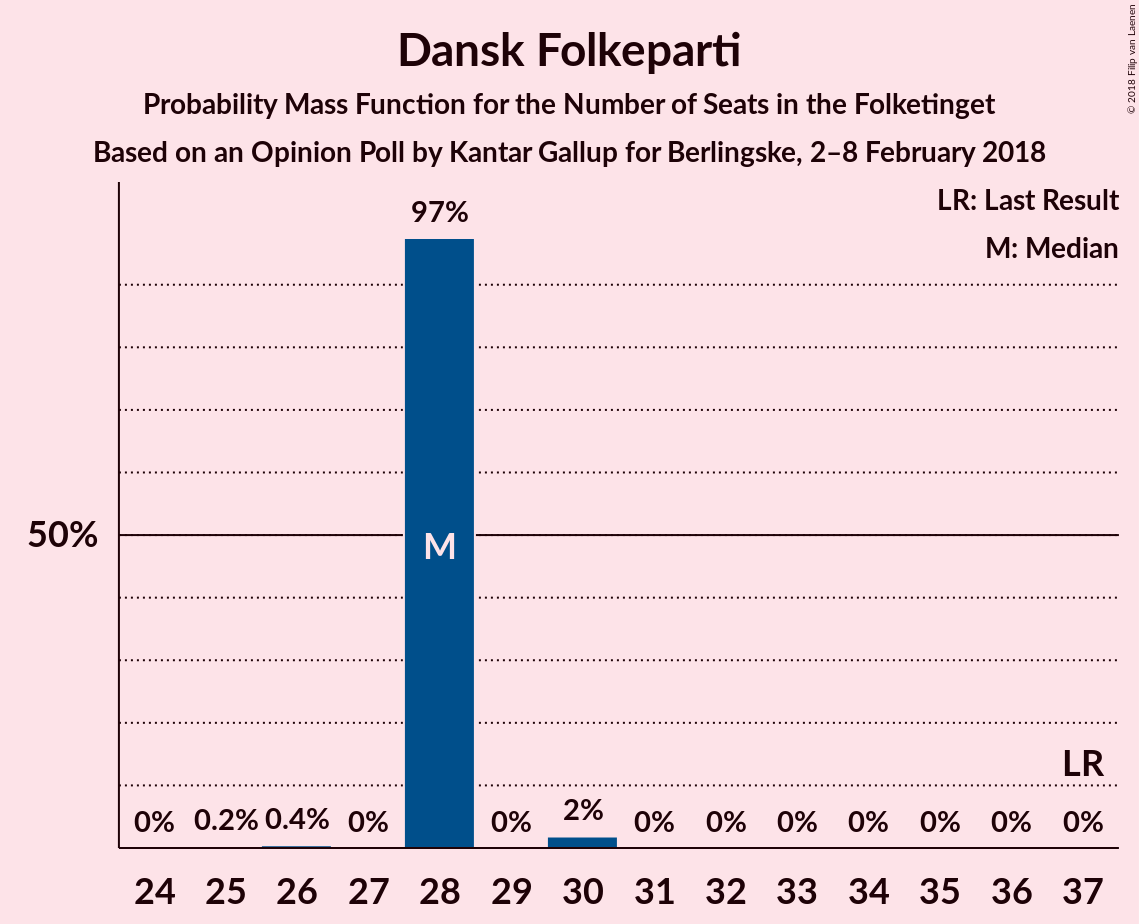 Dansk Folkeparti
Probability Mass Function for the Number of Seats in the Folketinget
Based on an Opinion Poll by Kantar Gallup for Berlingske, 2–8 February 2018
© 2018 Filip van Laenen
LR: Last Result
M: Median
97%
50%
M
LR
0% 0.2% 0.4% 0% 0% 2% 0% 0% 0% 0% 0% 0% 0%
24 25 26 27 28 29 30 31 32 33 34 35 36 37